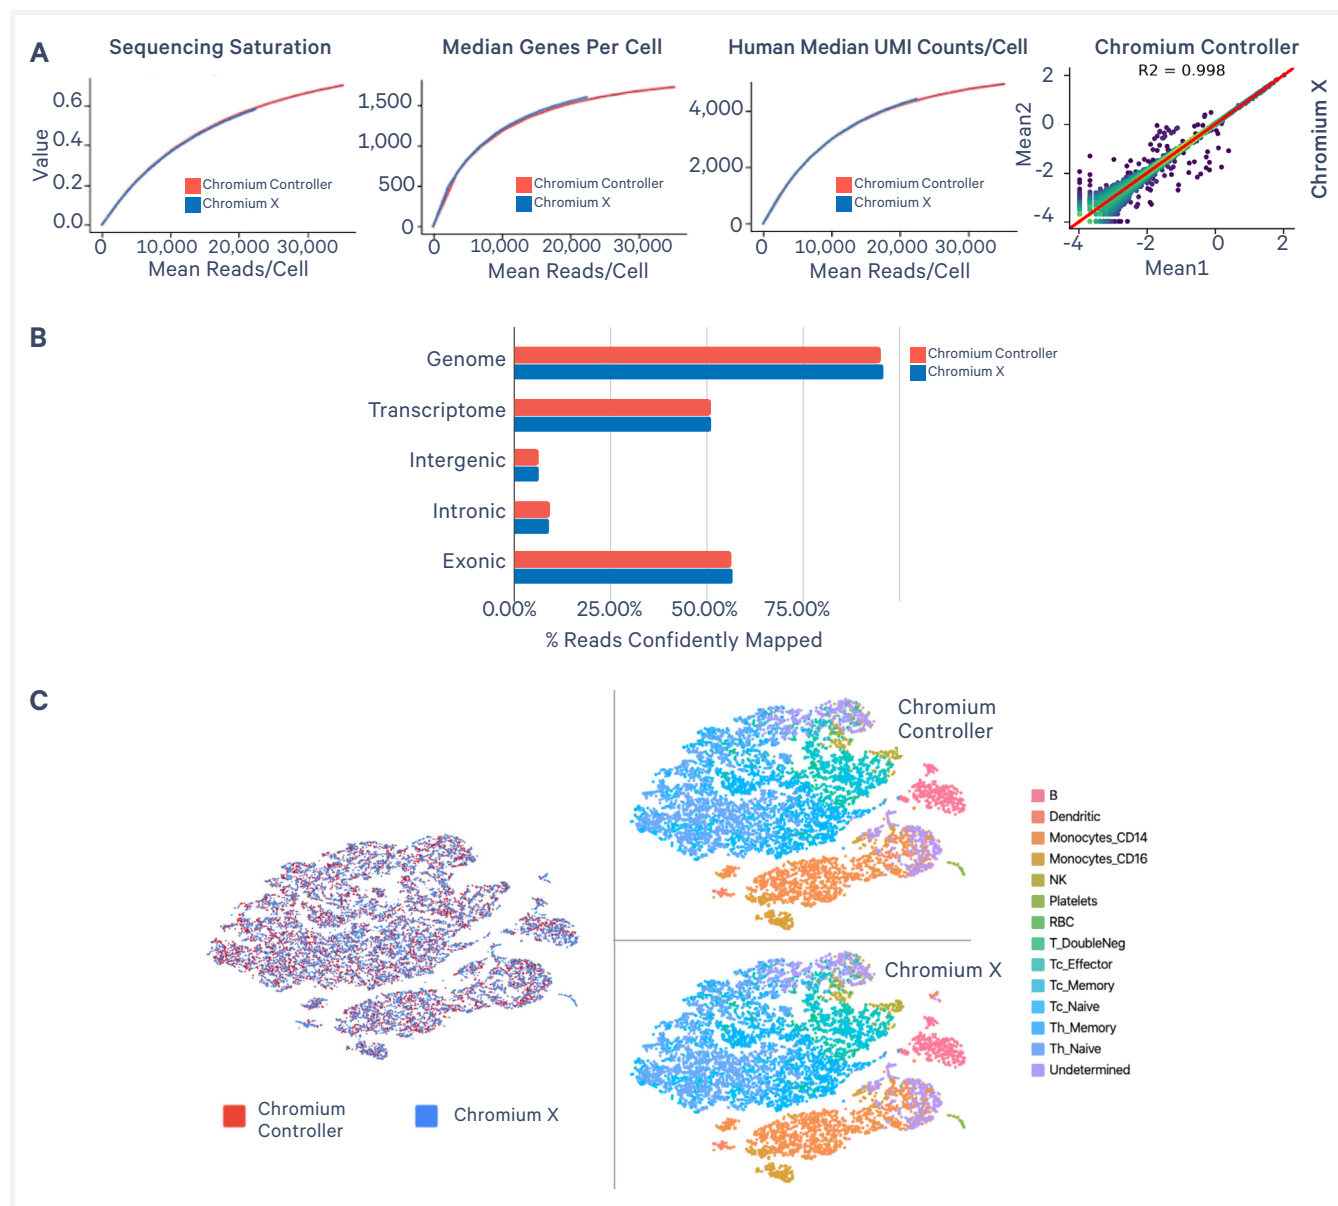 A
Sequencing Saturation
Value
0.6
0.4
0.2
0.0
Chromium Controller
Chromium X
0 10,000 20,000 30,000
Mean Reads/Cell
Median Genes Per Cell
1,500
1,000
500
0
Chromium Controller
Chromium X
0 10,000 20,000 30,000
Mean Reads/Cell
Human Median UMI Counts/Cell
4,000
2,000
0
Chromium Controller
Chromium X
0 10,000 20,000 30,000
Mean Reads/Cell
Chromium Controller
R2 = 0.998
Mean2
2
0
-2
-4
-4 -2 0 2
Mean1
Chromium X
B
Genome
Transcriptome
Intergenic
Intronic
Exonic
0.00% 25.00% 50.00% 75.00%
% Reads Confidently Mapped
Chromium Controller
Chromium X
C
Chromium
Controller
Chromium X
Chromium
Controller
Chromium X
B
Dendritic
Monocytes_CD14
Monocytes_CD16
NK
Platelets
RBC
T_DoubleNeg
Tc_Effector
Tc_Memory
Tc_Naive
Th_Memory
Th_Naive
Undetermined